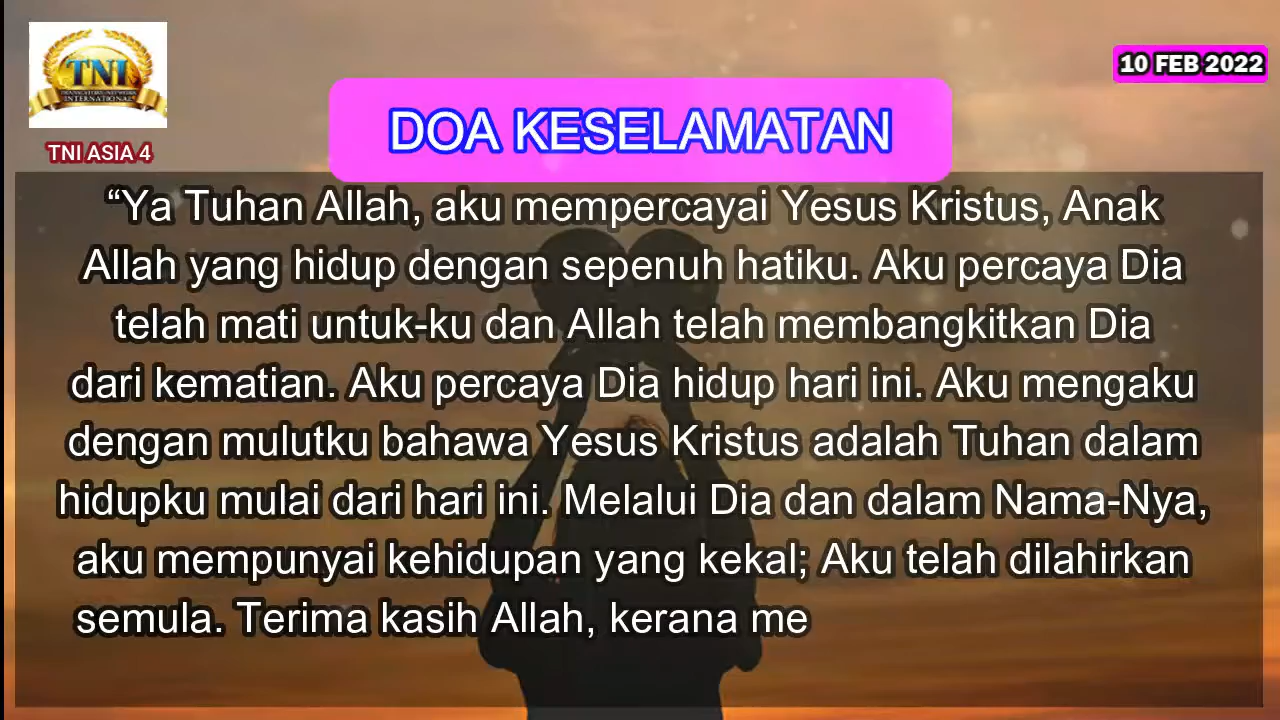 TNI
INTERNATIONAL
TNI ASIA 4
10 FEB 2022
DOA KESELAMATAN
“Ya Tuhan Allah, aku mempercayai Yesus Kristus, Anak
Allah yang hidup dengan sepenuh hatiku. Aku percaya Dia
telah mati untuk-ku dan Allah telah membangkitkan Dia
dari kematian. Aku percaya Dia hidup hari ini. Aku mengaku
dengan mulutku bahawa Yesus Kristus adalah Tuhan dalam
hidupku mulai dari hari ini. Melalui Dia dan dalam Nama-Nya,
aku mempunyai kehidupan yang kekal; Aku telah dilahirkan
semula. Terima kasih Allah, kerana me